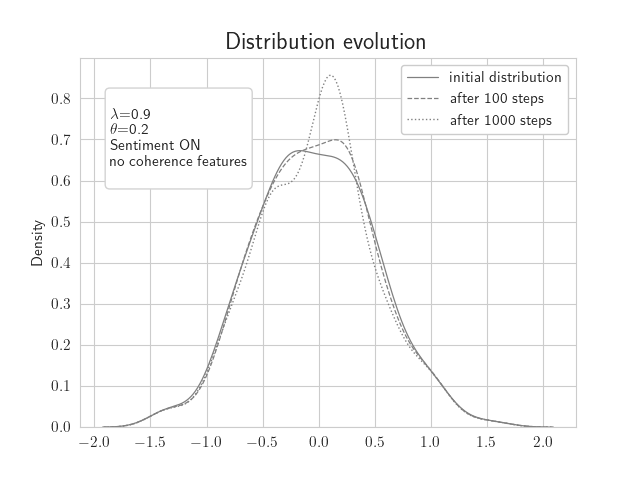 Distribution evolution
initial distribution
after 100 steps
after 1000 steps
λ=0.9
θ=0.2
Sentiment ON
no coherence features
Density
0.8
0.7
0.6
0.5
0.4
0.3
0.2
0.1
0.0
−2.0 −1.5 −1.0 −0.5 0.0 0.5 1.0 1.5 2.0